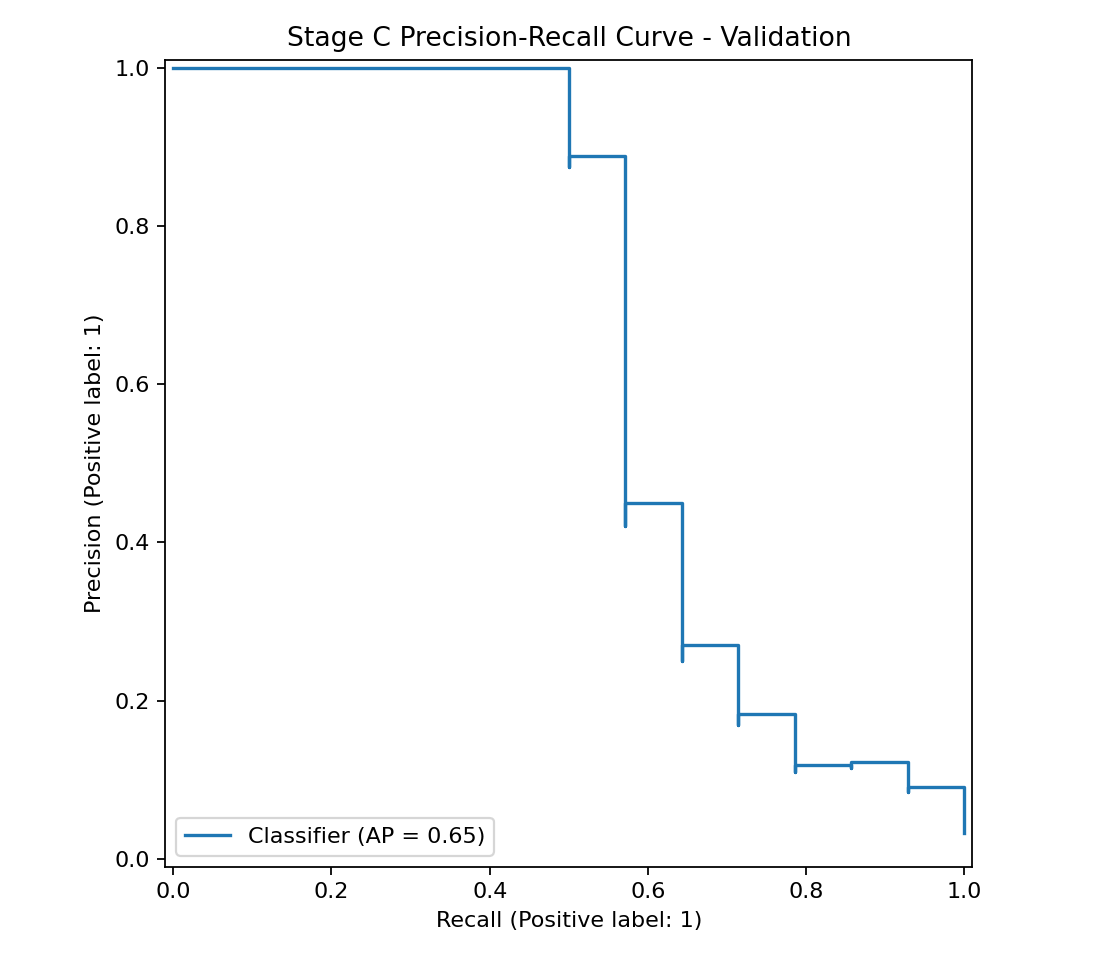 Stage C Precision-Recall Curve - Validation
1.0
0.8
0.6
0.4
0.2
0.0
Precision (Positive label: 1)
Classifier (AP = 0.65)
0.0 0.2 0.4 0.6 0.8 1.0
Recall (Positive label: 1)